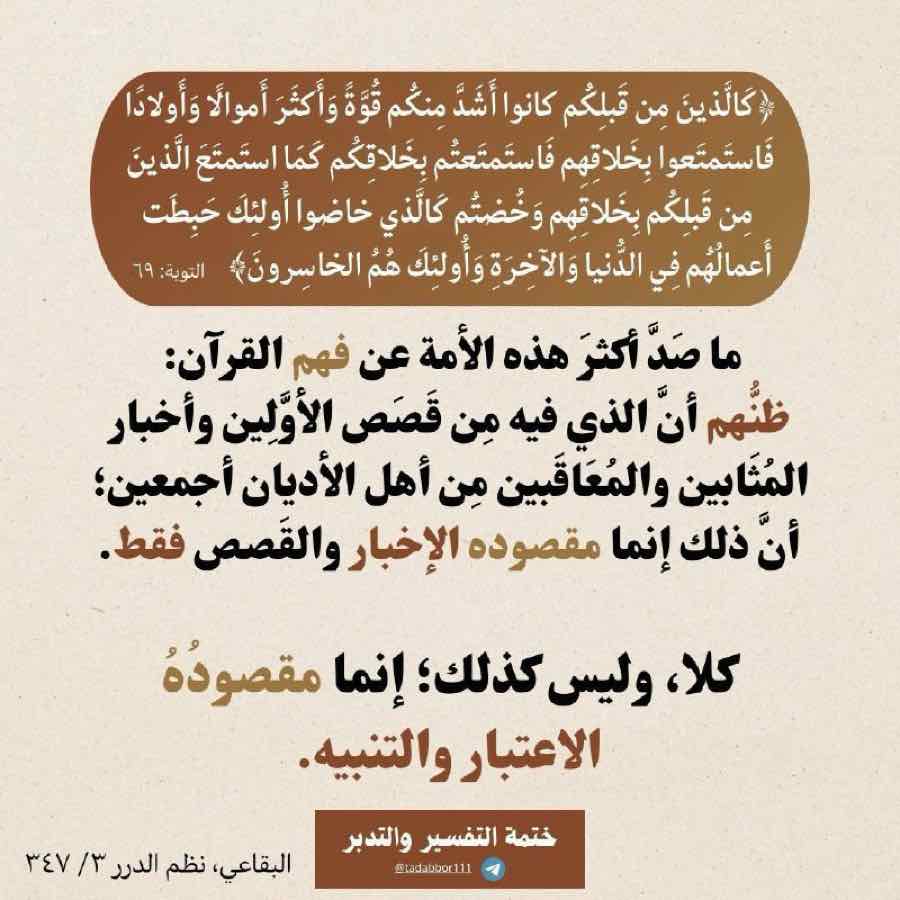 ﴿كَالَّذينَ مِن قَبلِكُم كانوا أَشَدَّ مِنكُم قُوَّةً وَأَكثَرَ أَموالًا وَأَولادًا
فَاستَمتَعوا بِخَلاقِهِم فَاستَمتَعتُم بِخَلاقِكُم كَمَا استَمتَعَ الَّذينَ
مِن قَبلِكُم بِخَلاقِهِم وَخُضتُم كَالَّذي خاضوا أُولئِكَ حَبِطَت
أَعمالُهُم فِي الدُّنيا وَالآخِرَةِ وَأُولئِكَ هُمُ الخاسِرونَ﴾ التوبة: ٦٩
ما صَدَّ أكثرَ هذه الأمة عن فهم القرآن:
ظنُّهم أنَّ الذي فيه مِن قَصَص الأوَّلِين وأخبار
المُثَابين والمُعَاقَبين مِن أهل الأديان أجمعين؛
أنَّ ذلك إنما مقصوده الإخبار والقَصص فقط.
كلا، وليس كذلك؛ إنما مقصودُهُ
الاعتبار والتنبيه.
ختمة التفسير والتدبر
@tadabbor111
البقاعي، نظم الدرر ٣/ ٣٤٧